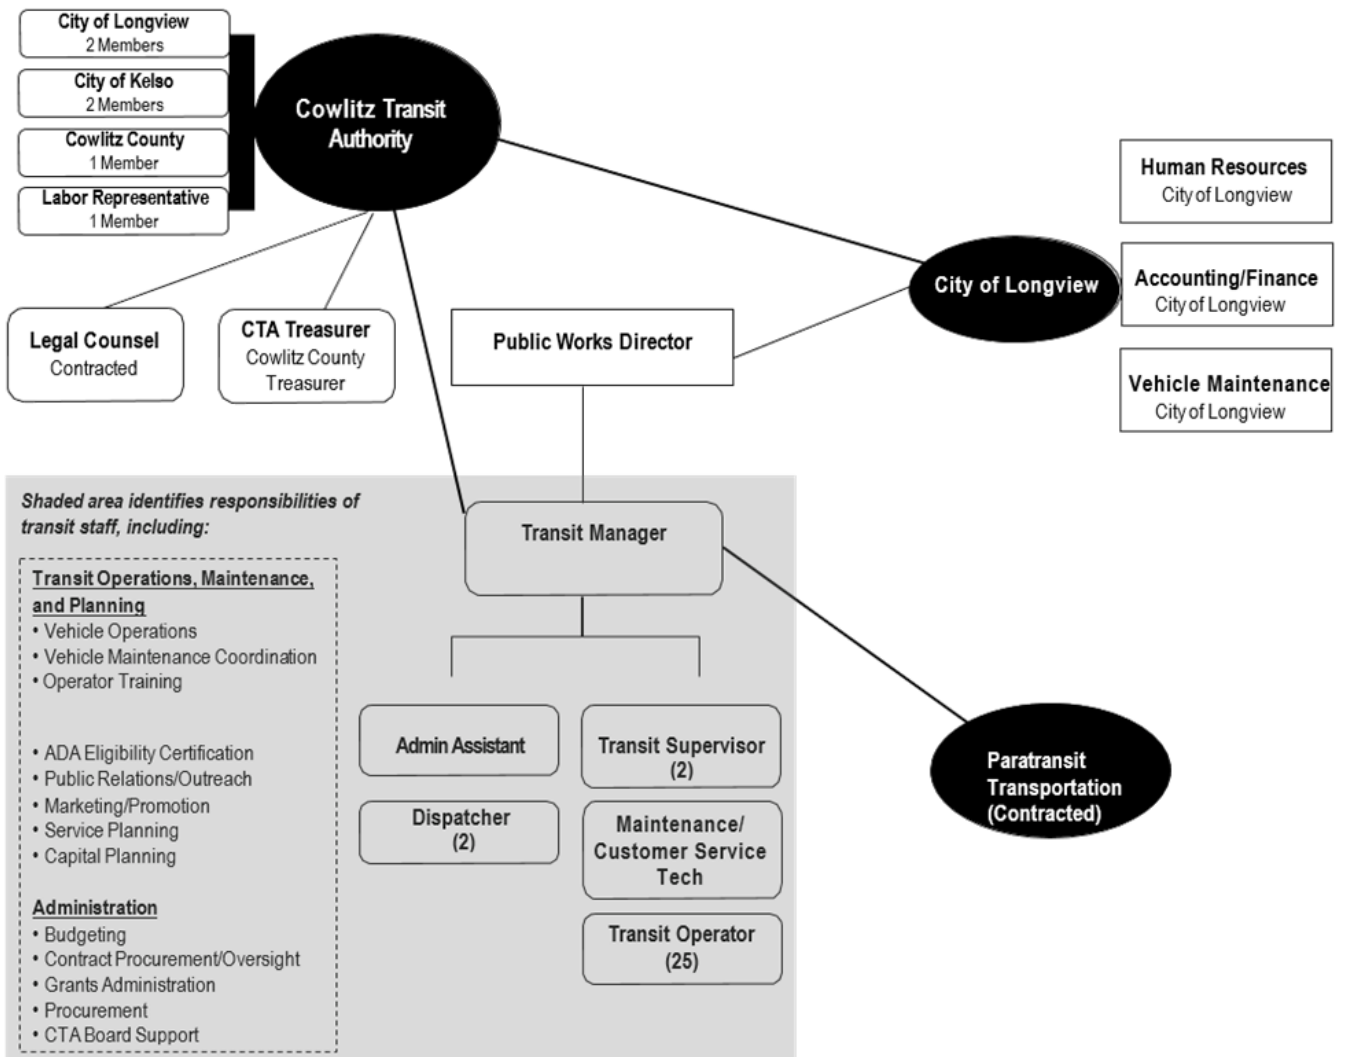 City of Longview
2 Members
City of Kelso
2 Members
Cowlitz County
1 Member
Labor Representative
1 Member
Cowlitz Transit
Authority
Human Resources
City of Longview
City of Longview
Accounting/Finance
City of Longview
Vehicle Maintenance
City of Longview
Legal Counsel
Contracted
CTA Treasurer
Cowlitz County
Treasurer
Public Works Director
Shaded area identifies responsibilities of
transit staff, including:
Transit Operations, Maintenance,
and Planning
• Vehicle Operations
• Vehicle Maintenance Coordination
• Operator Training
• ADA Eligibility Certification
• Public Relations/Outreach
• Marketing/Promotion
• Service Planning
• Capital Planning
Administration
• Budgeting
• Contract Procurement/Oversight
• Grants Administration
• Procurement
• CTA Board Support
Transit Manager
Admin Assistant
Dispatcher
(2)
Transit Supervisor
(2)
Maintenance/
Customer Service
Tech
Transit Operator
(25)
Paratransit
Transportation
(Contracted)